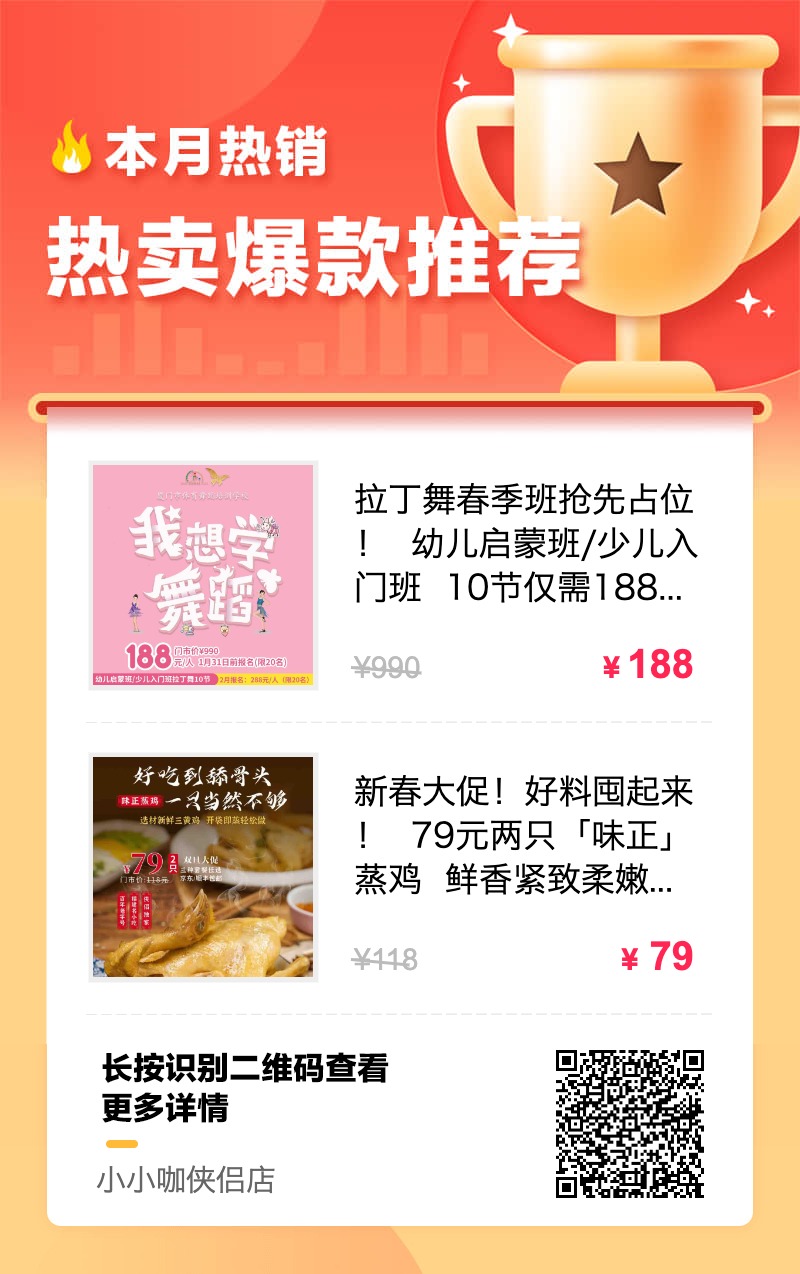 本月热销
热卖爆款推荐
我想学
舞蹈
188 门市价¥990
元/人 1月31日前报名(限20名)
幼儿启蒙班/少儿入门班拉丁舞10节 2月报名：288元/人（限20名）
拉丁舞春季班抢先占位
！ 幼儿启蒙班/少儿入
门班 10节仅需188...
¥990 ¥ 188
好吃到舔骨头
味正蒸鸡 一只当然不够
选材新鲜三黄鸡 开袋即蒸轻松做
¥79 2只 双旦大促
三种套餐任选
门市价:118元
新春大促！好料囤起来
！ 79元两只「味正」
蒸鸡 鲜香紧致柔嫩...
¥118 ¥ 79
长按识别二维码查看
更多详情
小小咖侠侣店